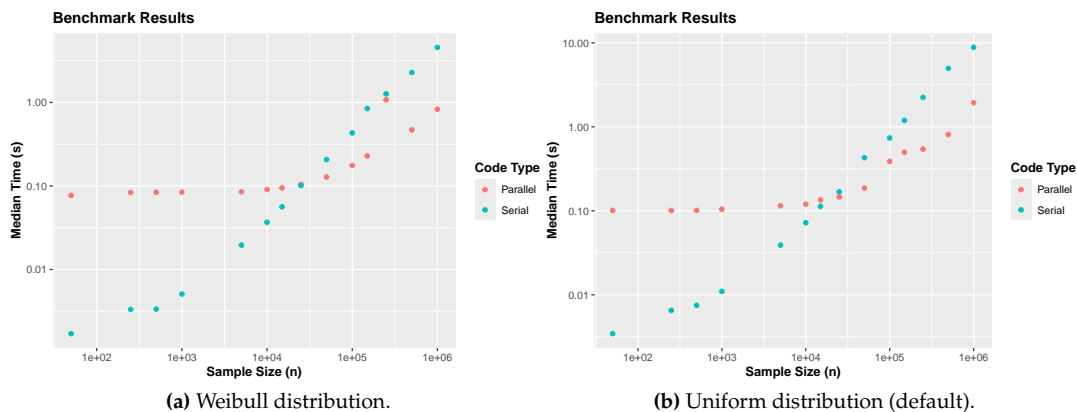 Benchmark Results
1.00
0.10
0.01
Median Time (s)
1e+02
1e+03
1e+04
1e+05
1e+06
Sample Size (n)
Code Type
Parallel
Serial
(a) Weibull distribution.
Benchmark Results
10.00
1.00
0.10
0.01
Median Time (s)
1e+02
1e+03
1e+04
1e+05
1e+06
Sample Size (n)
Code Type
Parallel
Serial
(b) Uniform distribution (default).